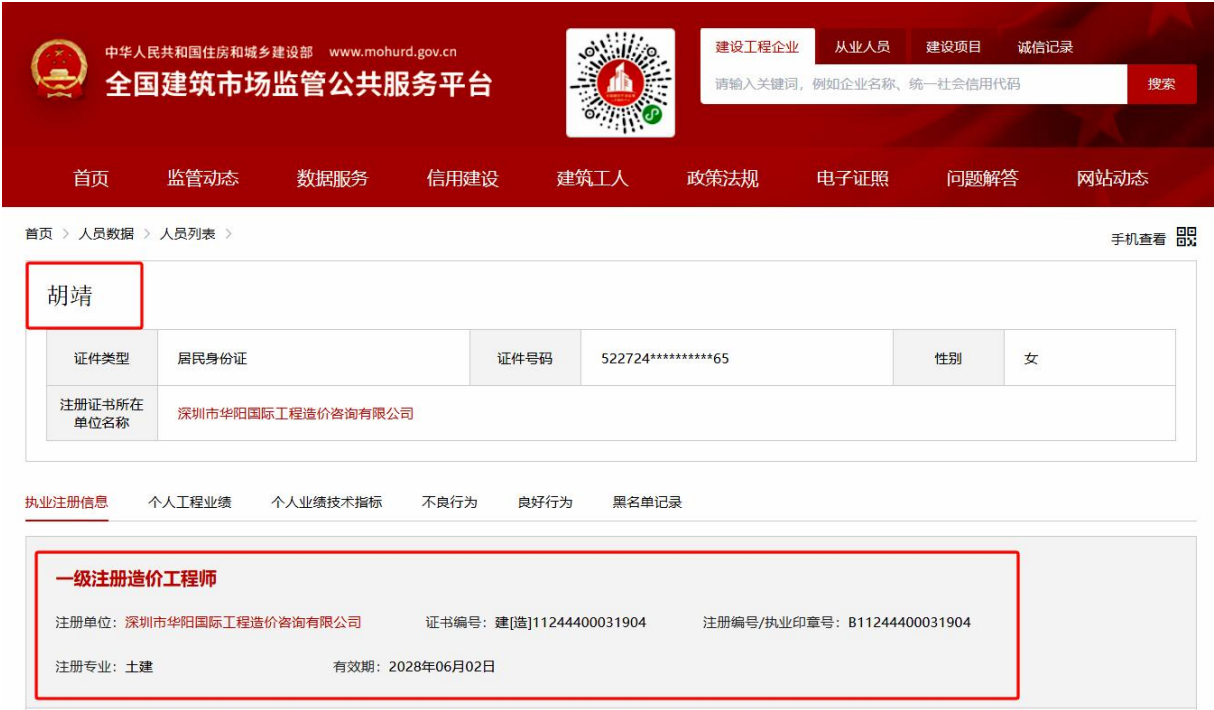 中华人民共和国住房和城乡建设部 www.mohurd.gov.cn
全国建筑市场监管公共服务平台
建设工程企业 从业人员 建设项目 诚信记录
请输入关键词，例如企业名称、统一社会信用代码 搜索
首页 监管动态 数据服务 信用建设 建筑工人 政策法规 电子证照 问题解答 网站动态
首页 > 人员数据 > 人员列表 >
手机查看
胡靖
证件类型 居民身份证 证件号码 522724**********65 性别 女
注册证书所在
单位名称
深圳市华阳国际工程造价咨询有限公司
执业注册信息 个人工程业绩 个人业绩技术指标 不良行为 良好行为 黑名单记录
一级注册造价工程师
注册单位：深圳市华阳国际工程造价咨询有限公司 证书编号：建[造]11244400031904 注册编号/执业印章号：B11244400031904
注册专业：土建 有效期：2028年06月02日